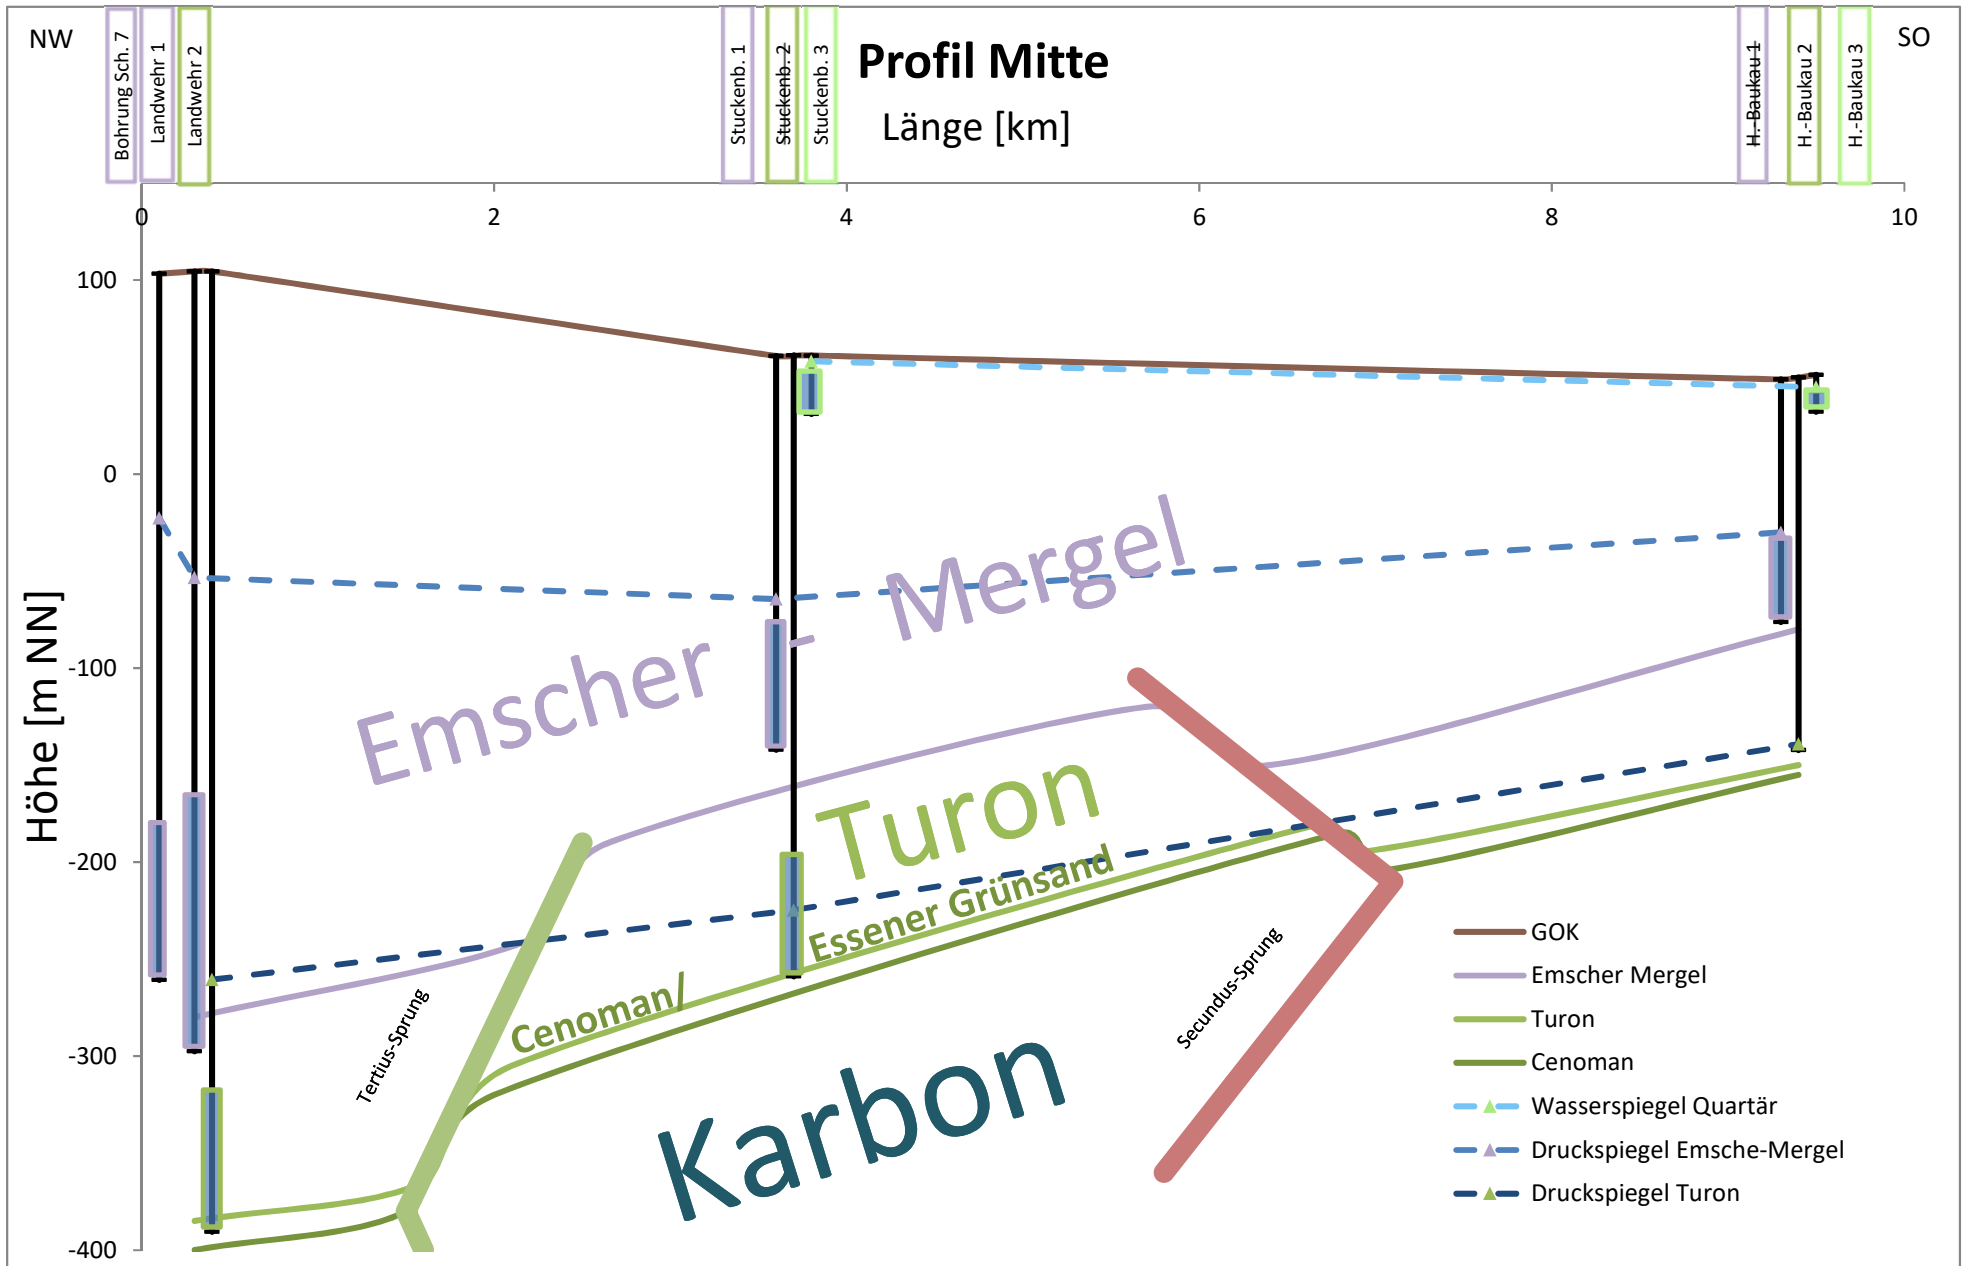 NW
Bohrung Sch. 7
Landwehr 1
Landwehr 2
Stuckenb. 1
Stuckenb. 2
Stuckenb. 3
Profil Mitte
Länge [km]
H.-Baukau 1
H.-Baukau 2
H.-Baukau 3
SO
0 2 4 6 8 10
100
0
-100
-200
-300
-400
Höhe [m NN]
Emscher - Mergel
Turon
Essener Grünsand
Cenoman/
Karbon
Tertius-Sprung
Secundus-Sprung
GOK
Emscher Mergel
Turon
Cenoman
Wasserspiegel Quartär
Druckspiegel Emsche-Mergel
Druckspiegel Turon